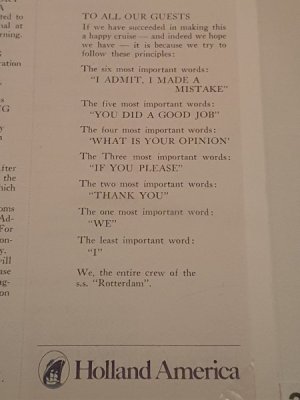 TO ALL OUR GUESTS
If we have succeeded in making this
a happy cruise — and indeed we hope
we have — it is because we try to
follow these principles:
The six most important words:
"I ADMIT, I MADE A
MISTAKE"
The five most important words:
"YOU DID A GOOD JOB"
The four most important words:
'WHAT IS YOUR OPINION'
The Three most important words:
"IF YOU PLEASE"
The two most important words:
"THANK YOU"
The one most important word:
"WE"
The least important word:
"I"
We, the entire crew of the
s.s. "Rotterdam".
Holland America